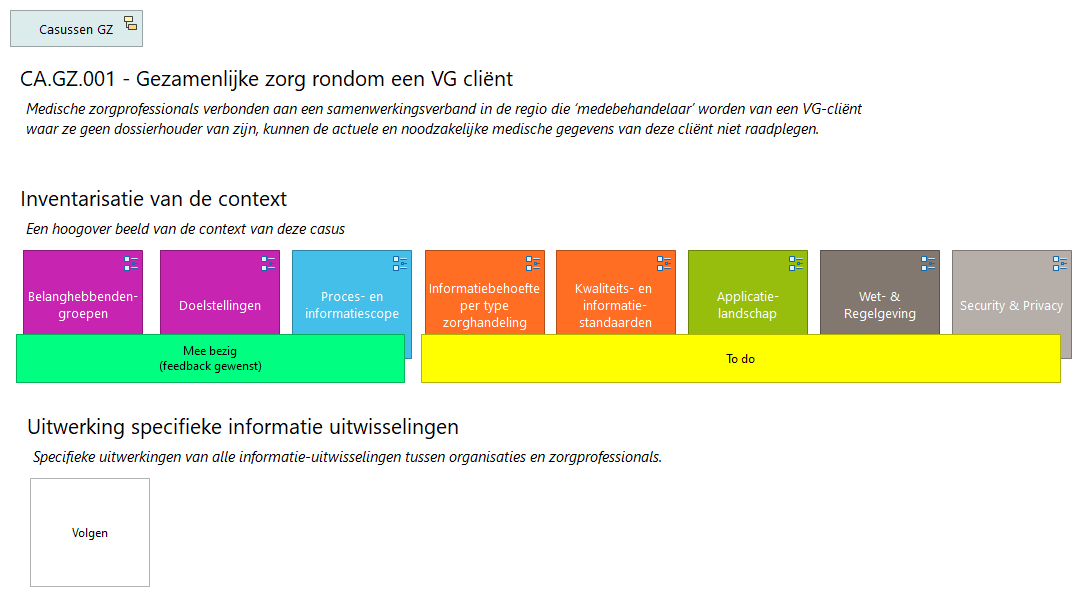 Casussen GZ
CA.GZ.001 - Gezamenlijke zorg rondom een VG cliënt
Medische zorgprofessionals verbonden aan een samenwerkingsverband in de regio die ‘medebehandelaar’ worden van een VG-cliënt
waar ze geen dossierhouder van zijn, kunnen de actuele en noodzakelijke medische gegevens van deze cliënt niet raadplegen.
Inventarisatie van de context
Een hoogover beeld van de context van deze casus
Belanghebbenden-
groepen
Doelstellingen
Proces- en
informatiescope
Informatiebehoefte
per type
zorghandeling
Kwaliteits- en
informatie-
standaarden
Applicatie-
landschap
Wet- &
Regelgeving
Security & Privacy
Mee bezig
(feedback gewenst)
To do
Uitwerking specifieke informatie uitwisselingen
Specifieke uitwerkingen van alle informatie-uitwisselingen tussen organisaties en zorgprofessionals.
Volgen